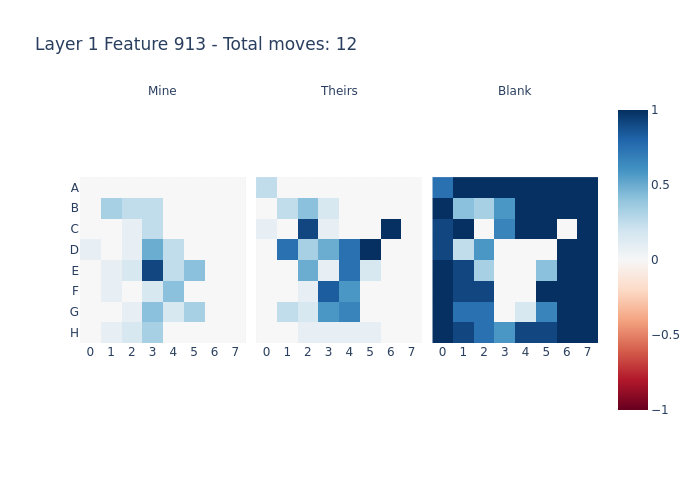 Layer 1 Feature 913 - Total moves: 12
Mine Theirs Blank
1
0.5
0
−0.5
−1
A
B
C
D
E
F
G
H
0 1 2 3 4 5 6 7 0 1 2 3 4 5 6 7 0 1 2 3 4 5 6 7